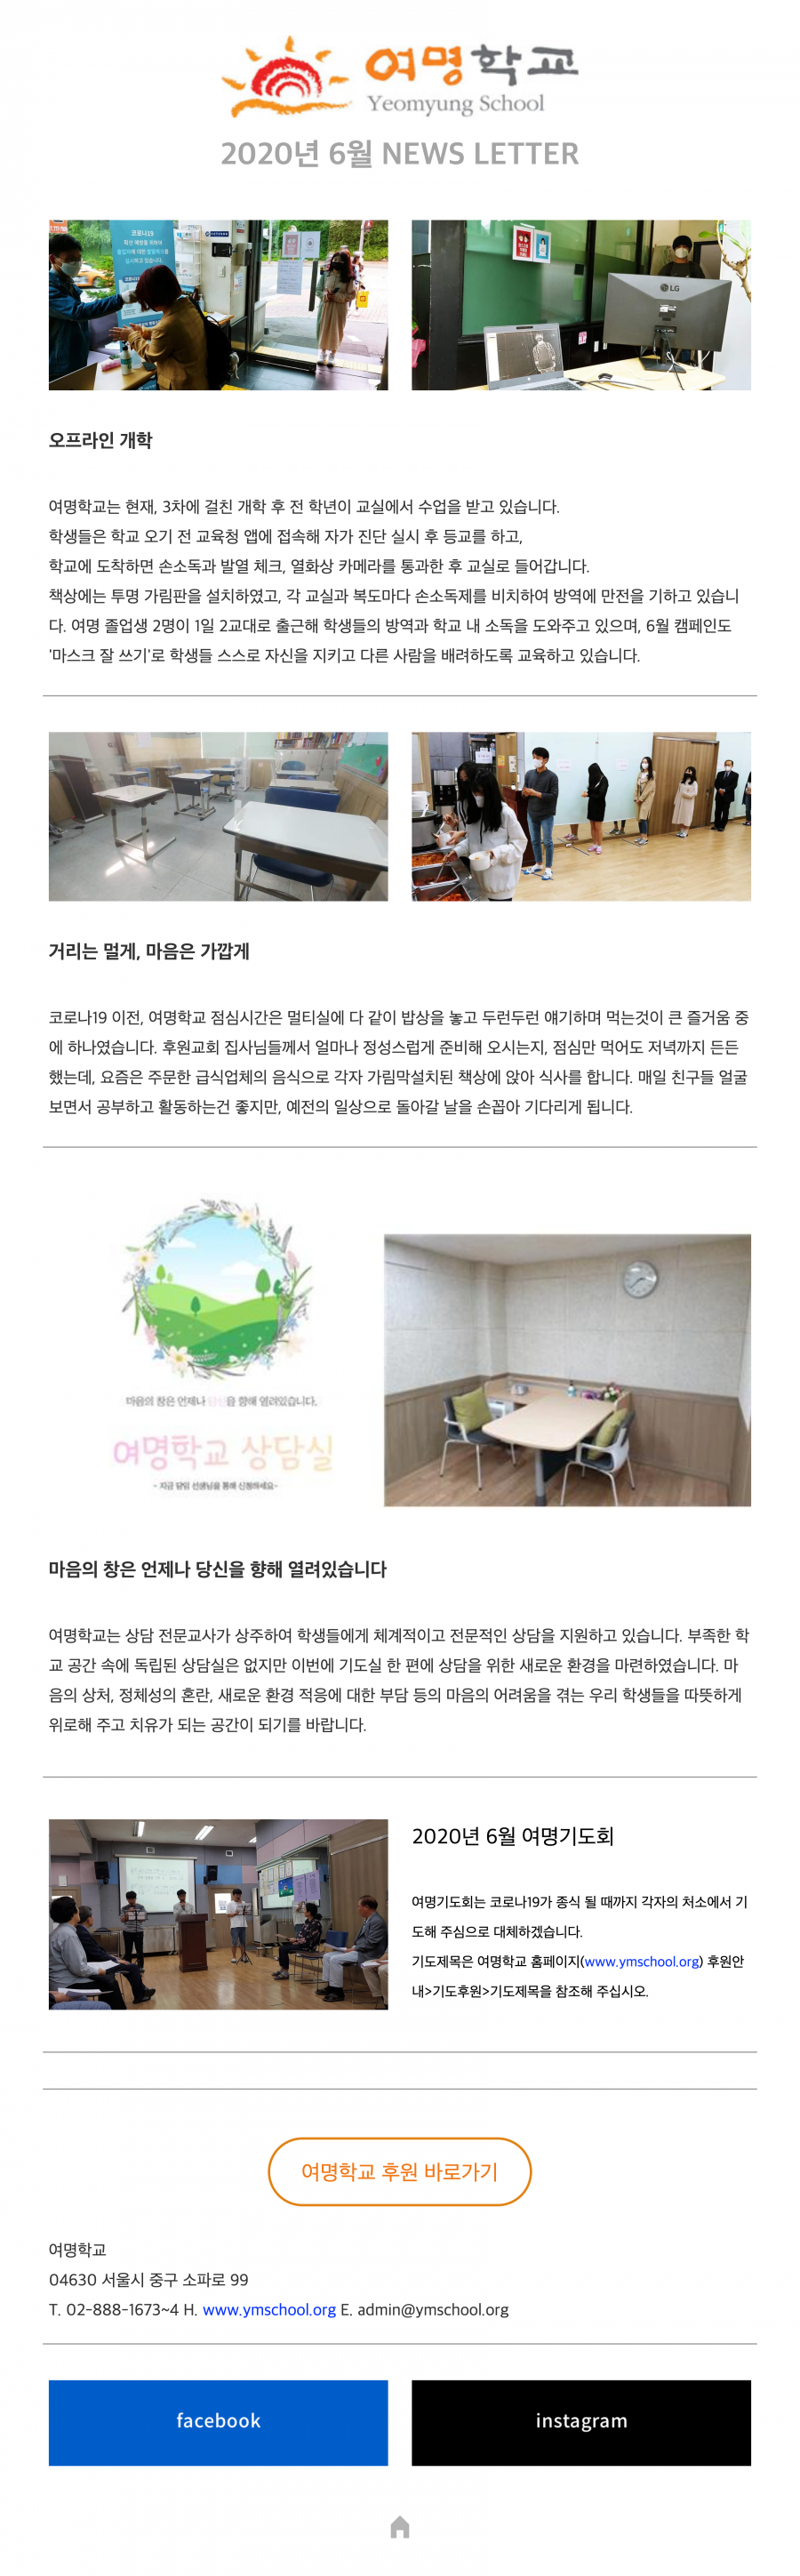 여명학교
Yeomyung School
2020년 6월 NEWS LETTER
코로나19
LG
오프라인 개학
여명학교는 현재, 3차에 걸친 개학 후 전 학년이 교실에서 수업을 받고 있습니다.
학생들은 학교 오기 전 교육청 앱에 접속해 자가 진단 실시 후 등교를 하고,
학교에 도착하면 손소독과 발열 체크, 열화상 카메라를 통과한 후 교실로 들어갑니다.
책상에는 투명 가림판을 설치하였고, 각 교실과 복도마다 손소독제를 비치하여 방역에 만전을 기하고 있습니
다. 여명 졸업생 2명이 1일 2교대로 출근해 학생들의 방역과 학교 내 소독을 도와주고 있으며, 6월 캠페인도
'마스크 잘 쓰기'로 학생들 스스로 자신을 지키고 다른 사람을 배려하도록 교육하고 있습니다.
거리는 멀게, 마음은 가깝게
코로나19 이전, 여명학교 점심시간은 멀티실에 다 같이 밥상을 놓고 두런두런 얘기하며 먹는것이 큰 즐거움 중
에 하나였습니다. 후원교회 집사님들께서 얼마나 정성스럽게 준비해 오시는지, 점심만 먹어도 저녁까지 든든
했는데, 요즘은 주문한 급식업체의 음식으로 각자 가림막설치된 책상에 앉아 식사를 합니다. 매일 친구들 얼굴
보면서 공부하고 활동하는건 좋지만, 예전의 일상으로 돌아갈 날을 손꼽아 기다리게 됩니다.
마음의 창은 언제나 당신을 향해 열려있습니다.
여명학교 상담실
- 지금 담임 선생님을 통해 신청하세요-
마음의 창은 언제나 당신을 향해 열려있습니다
여명학교는 상담 전문교사가 상주하여 학생들에게 체계적이고 전문적인 상담을 지원하고 있습니다. 부족한 학
교 공간 속에 독립된 상담실은 없지만 이번에 기도실 한 편에 상담을 위한 새로운 환경을 마련하였습니다. 마
음의 상처, 정체성의 혼란, 새로운 환경 적응에 대한 부담 등의 마음의 어려움을 겪는 우리 학생들을 따뜻하게
위로해 주고 치유가 되는 공간이 되기를 바랍니다.
2020년 6월 여명기도회
여명기도회는 코로나19가 종식 될 때까지 각자의 처소에서 기
도해 주심으로 대체하겠습니다.
기도제목은 여명학교 홈페이지(www.ymschool.org) 후원안
내>기도후원>기도제목을 참조해 주십시오.
여명학교 후원 바로가기
여명학교
04630 서울시 중구 소파로 99
T. 02-888-1673~4 H. www.ymschool.org E. admin@ymschool.org
facebook
instagram